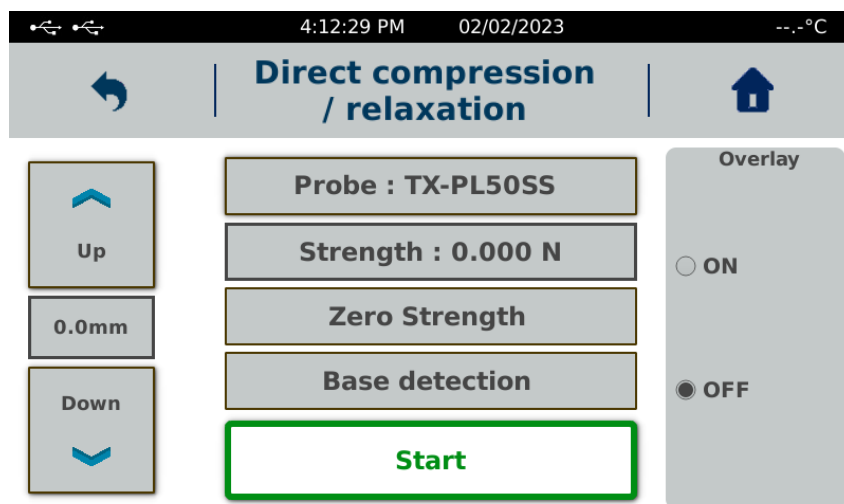 4:12:29 PM 02/02/2023 --.-°C
Direct compression
/ relaxation
Up
0.0mm
Down
Probe : TX-PL50SS
Strength : 0.000 N
Zero Strength
Base detection
Start
Overlay
ON
OFF